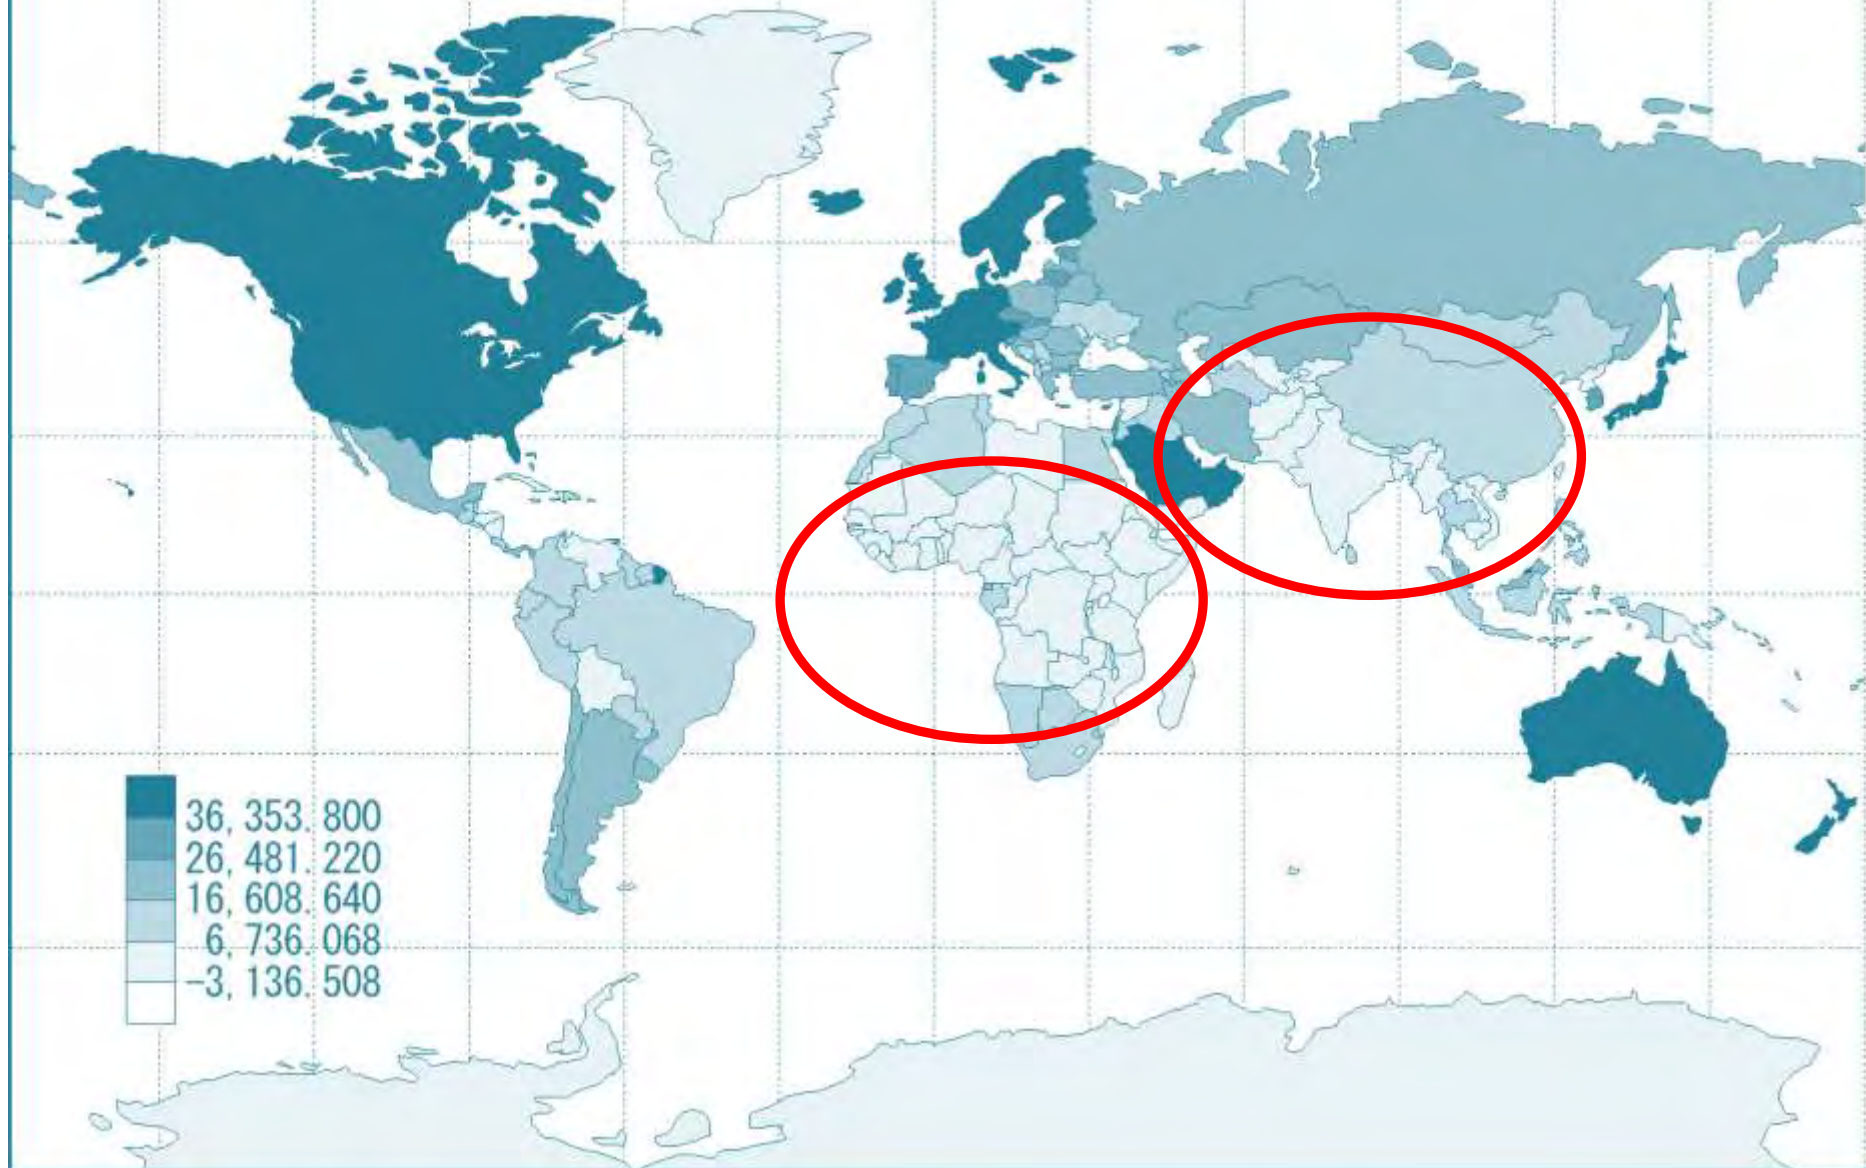 36, 353. 800
26, 481. 220
16, 608. 640
6, 736. 068
-3, 136. 508